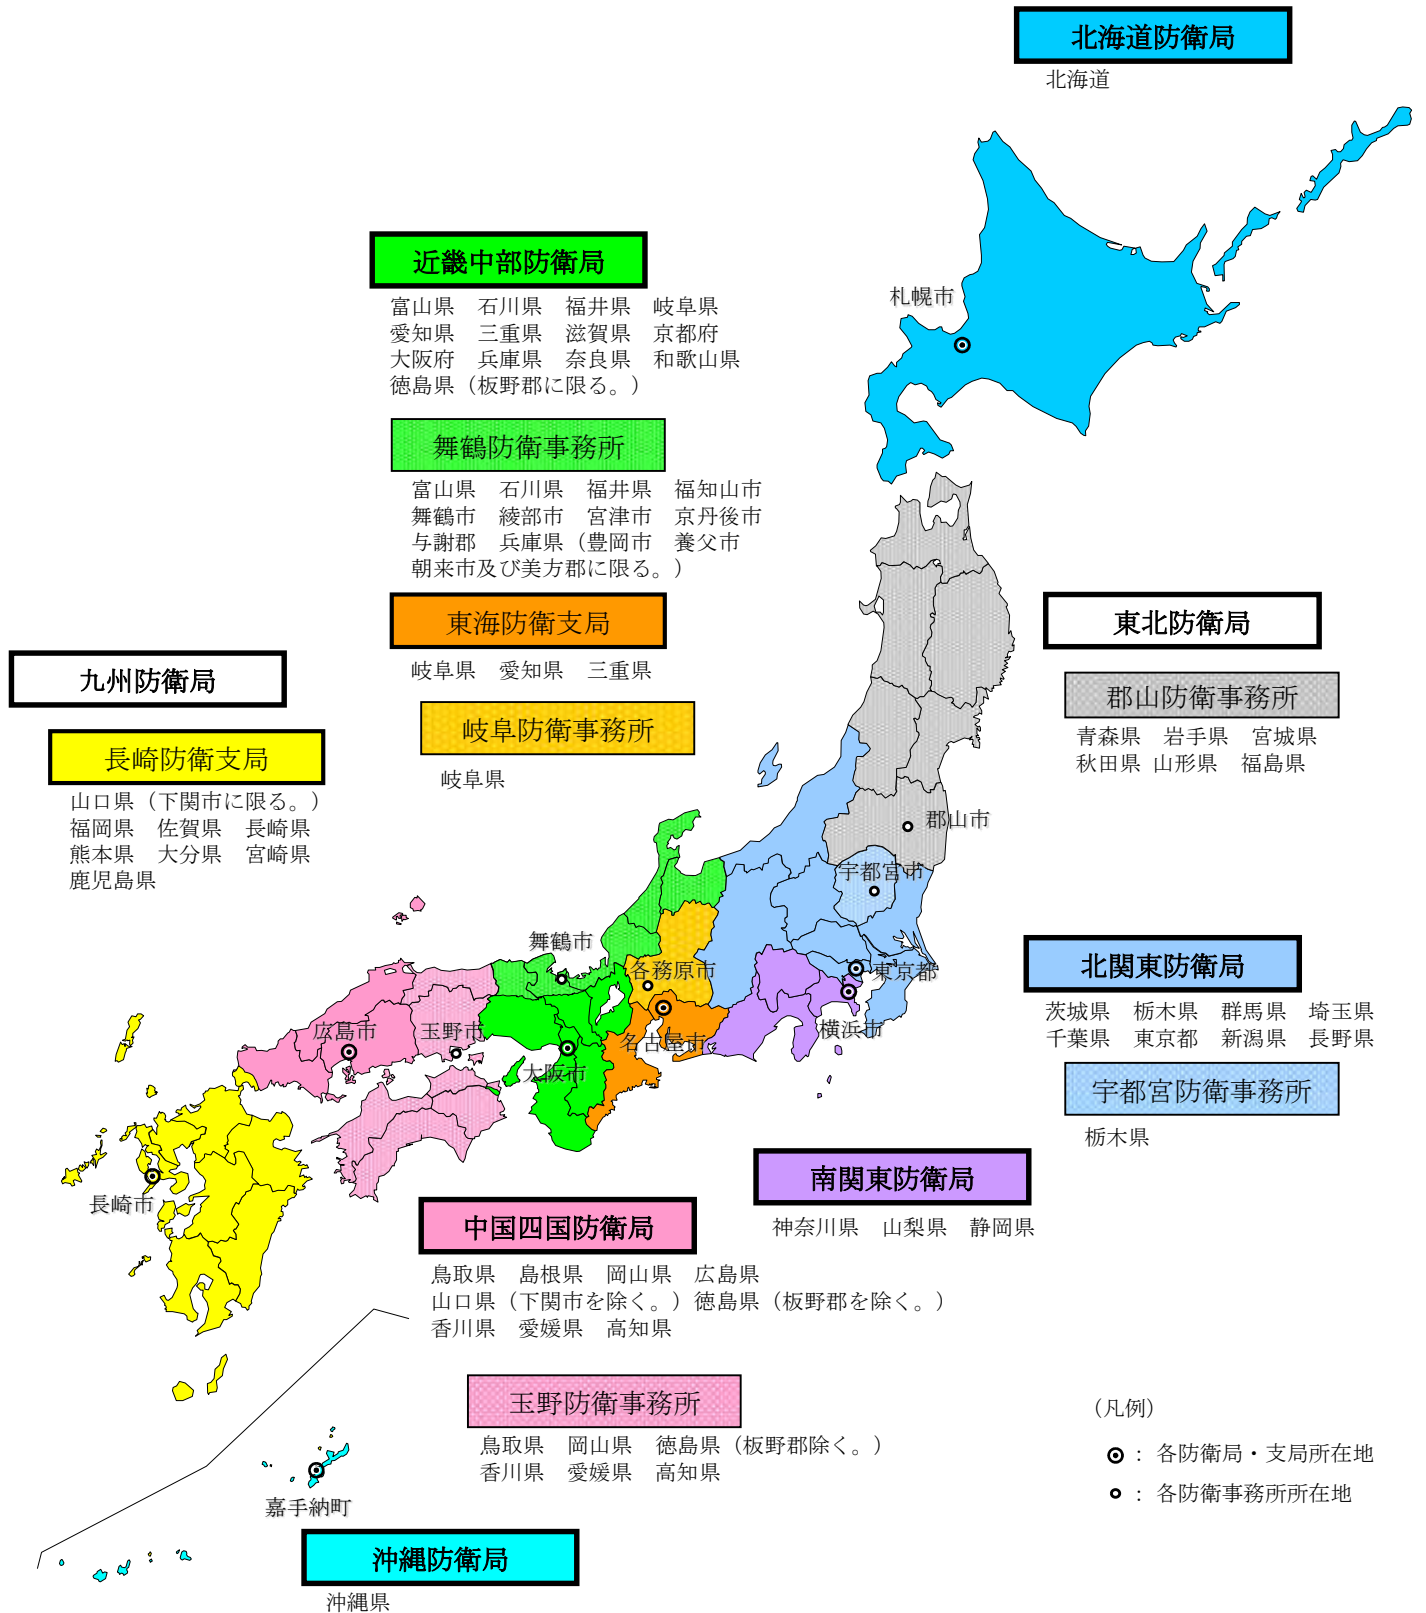 北海道防衛局
北海道
札幌市
近畿中部防衛局
富山県　石川県　福井県　岐阜県
愛知県　三重県　滋賀県　京都府
大阪府　兵庫県　奈良県　和歌山県
徳島県（板野郡に限る。）
舞鶴防衛事務所
富山県　石川県　福井県　福知山市
舞鶴市　綾部市　宮津市　京丹後市
与謝郡　兵庫県（豊岡市　養父市
朝来市及び美方郡に限る。）
東海防衛支局
岐阜県　愛知県　三重県
岐阜防衛事務所
岐阜県
東北防衛局
郡山防衛事務所
青森県　岩手県　宮城県
秋田県 山形県　福島県
九州防衛局
長崎防衛支局
山口県（下関市に限る。）
福岡県　佐賀県　長崎県
熊本県　大分県　宮崎県
鹿児島県
郡山市
宇都宮市
舞鶴市
各務原市
東京都
広島市
玉野市
名古屋市
横浜市
大阪市
長崎市
北関東防衛局
茨城県　栃木県　群馬県　埼玉県
千葉県　東京都　新潟県　長野県
宇都宮防衛事務所
栃木県
南関東防衛局
神奈川県　山梨県　静岡県
中国四国防衛局
鳥取県　島根県　岡山県　広島県
山口県（下関市を除く。）徳島県（板野郡を除く。）
香川県　愛媛県　高知県
玉野防衛事務所
鳥取県　岡山県　徳島県（板野郡除く。）
香川県　愛媛県　高知県
嘉手納町
沖縄防衛局
沖縄県
（凡例）
◎：各防衛局・支局所在地
○：各防衛事務所所在地